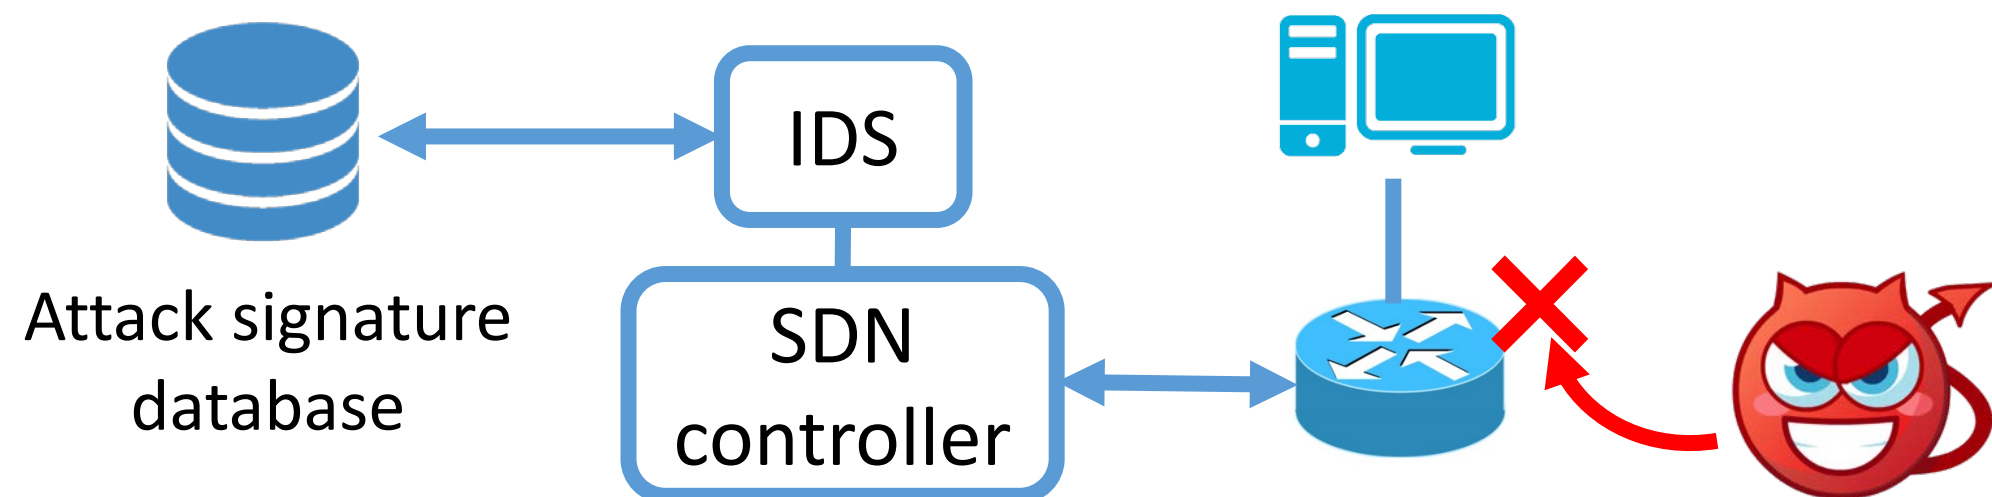 IDS
Attack signature
database
SDN
controller